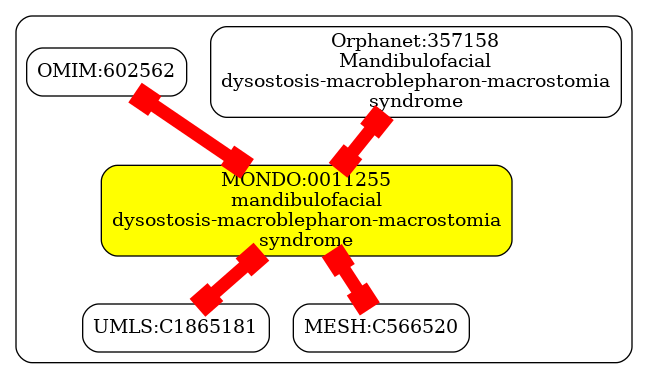 OMIM:602562
Orphanet:357158
Mandibulofacial
dysostosis-macroblepharon-macrostomia
syndrome
MONDO:0011255
mandibulofacial
dysostosis-macroblepharon-macrostomia
syndrome
UMLS:C1865181
MESH:C566520